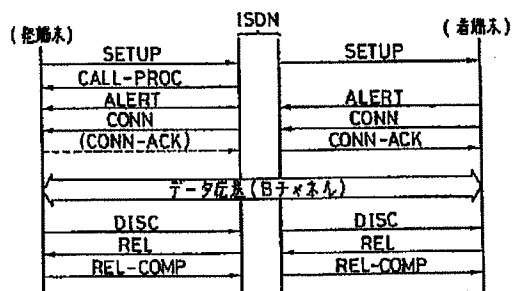 ISDN
(発端末) (着端末)
SETUP SETUP
CALL-PROC
ALERT ALERT
CONN CONN
(CONN-ACK) CONN-ACK
データ伝送(Bチャネル)
DISC DISC
REL REL
REL-COMP REL-COMP